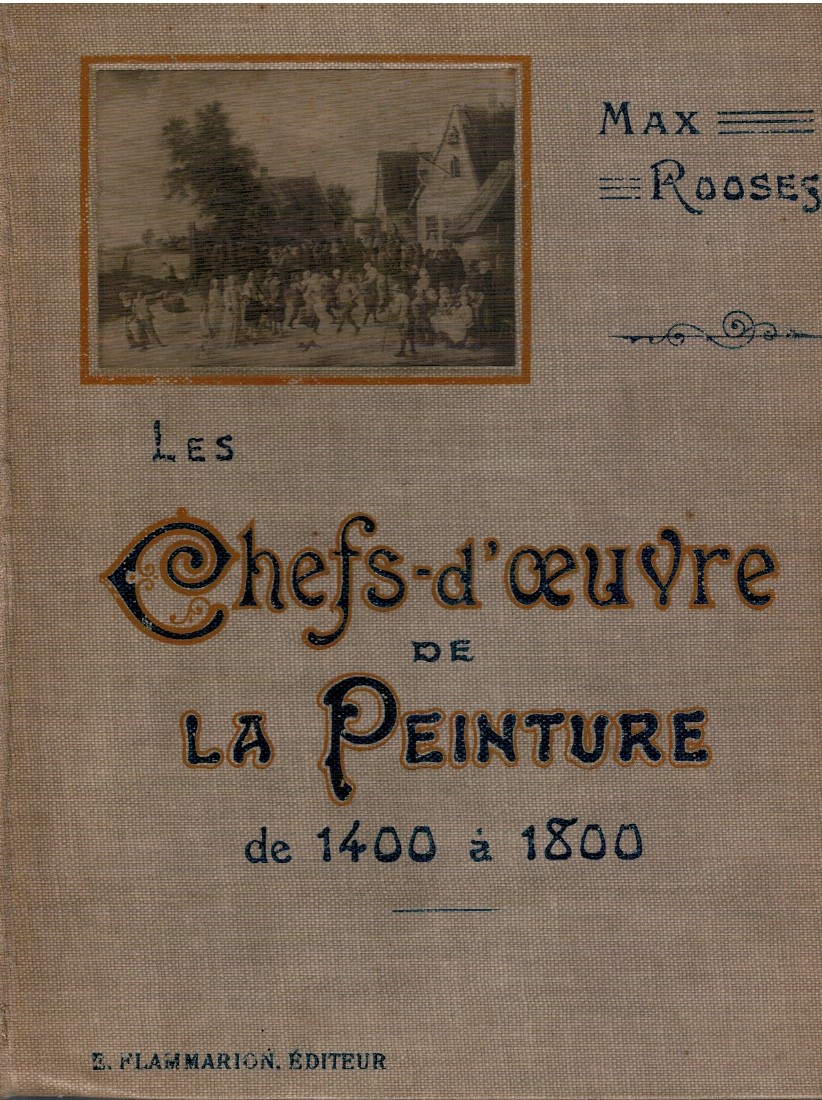 MAX
ROOSES
LES
Chefs-d'œuvre
DE
LA PEINTURE
de 1400 à 1800
E. FLAMMARION, ÉDITEUR